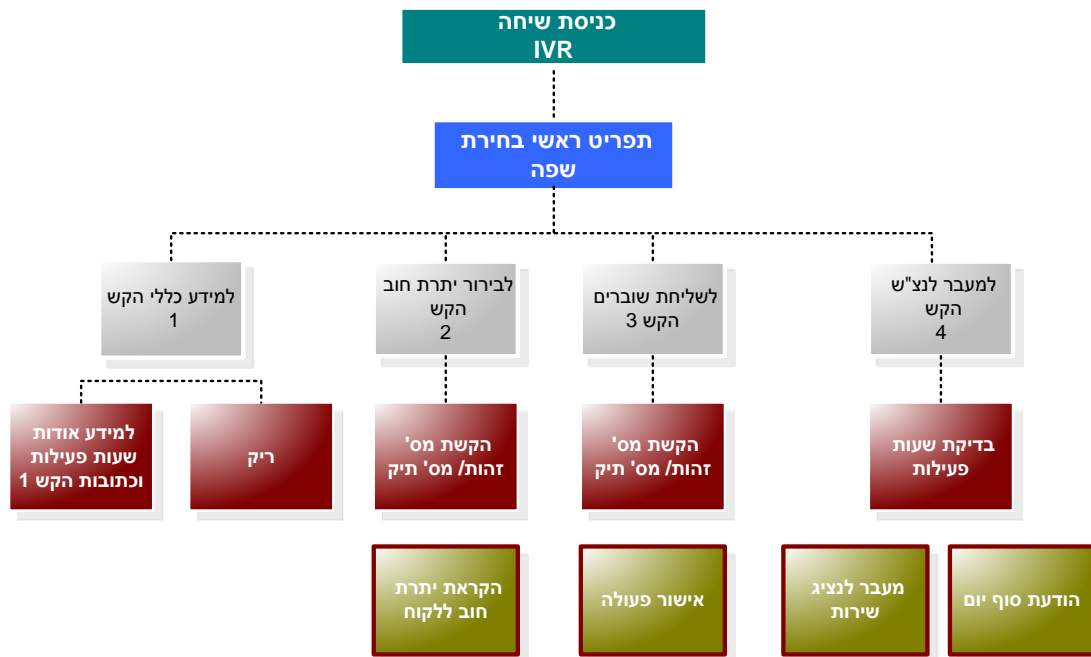 כניסת שיחה
IVR
תפריט ראשי בחירת
שפה
למעבר לנצ"ש
הקש
4
לשליחת שוברים
הקש 3
לבירור יתרת חוב
הקש
2
למידע כללי הקש
1
בדיקת שעות
פעילות
הקשת מס'
זהות/ מס' תיק
הקשת מס'
זהות/ מס' תיק
ריק
למידע אודות
שעות פעילות
וכתובות הקש 1
הודעת סוף יום
מעבר לנציג
שירות
אישור פעולה
הקראת יתרת
חוב ללקוח